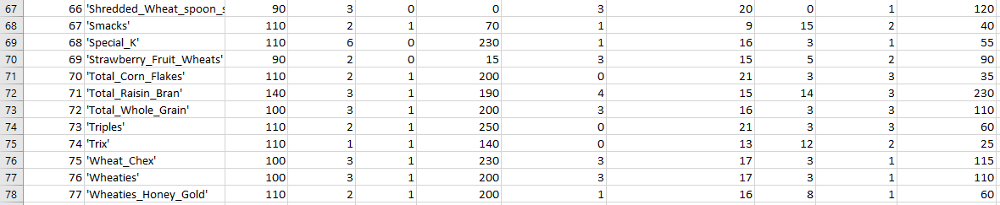 67 66 'Shredded_Wheat_spoon_s 90 3 0 0 3 20 0 1 120
68 67 'Smacks' 110 2 1 70 1 9 15 2 40
69 68 'Special_K' 110 6 0 230 1 16 3 1 55
70 69 'Strawberry_Fruit_Wheats' 90 2 0 15 3 15 5 2 90
71 70 'Total_Corn_Flakes' 110 2 1 200 0 21 3 3 35
72 71 'Total_Raisin_Bran' 140 3 1 190 4 15 14 3 230
73 72 'Total_Whole_Grain' 100 3 1 200 3 16 3 3 110
74 73 'Triples' 110 2 1 250 0 21 3 3 60
75 74 'Trix' 110 1 1 140 0 13 12 2 25
76 75 'Wheat_Chex' 100 3 1 230 3 17 3 1 115
77 76 'Wheaties' 100 3 1 200 3 17 3 1 110
78 77 'Wheaties_Honey_Gold' 110 2 1 200 1 16 8 1 60